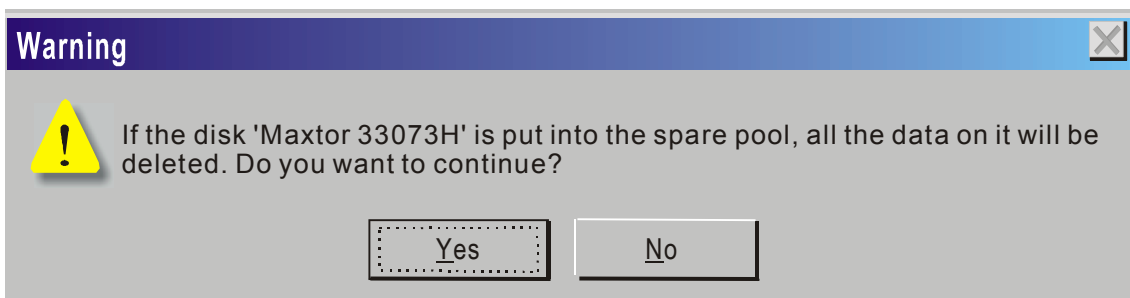 Warning
If the disk 'Maxtor 33073H' is put into the spare pool, all the data on it will be
deleted. Do you want to continue?
Yes No